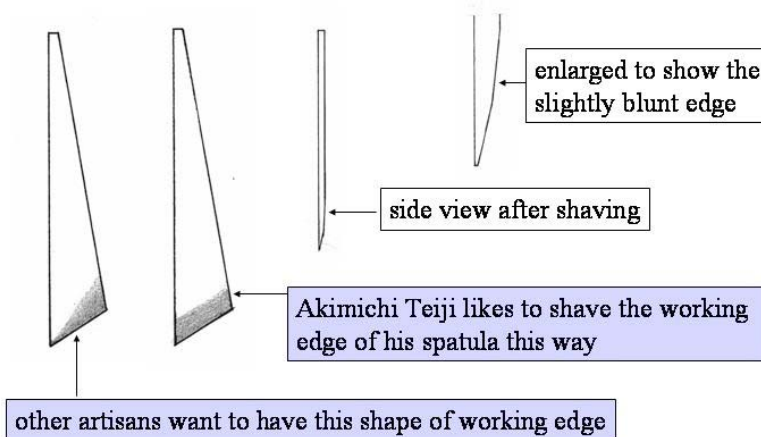 enlarged to show the
slightly blunt edge
side view after shaving
Akimichi Teiji likes to shave the working
edge of his spatula this way
other artisans want to have this shape of working edge